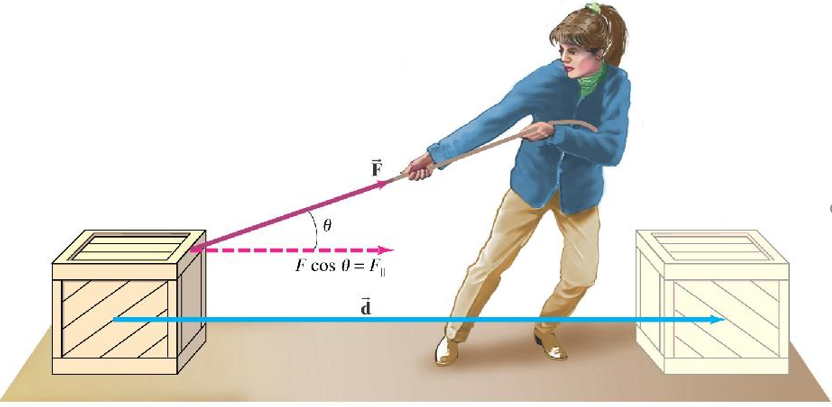 F⃗
θ
F cos θ = F∥
d⃗